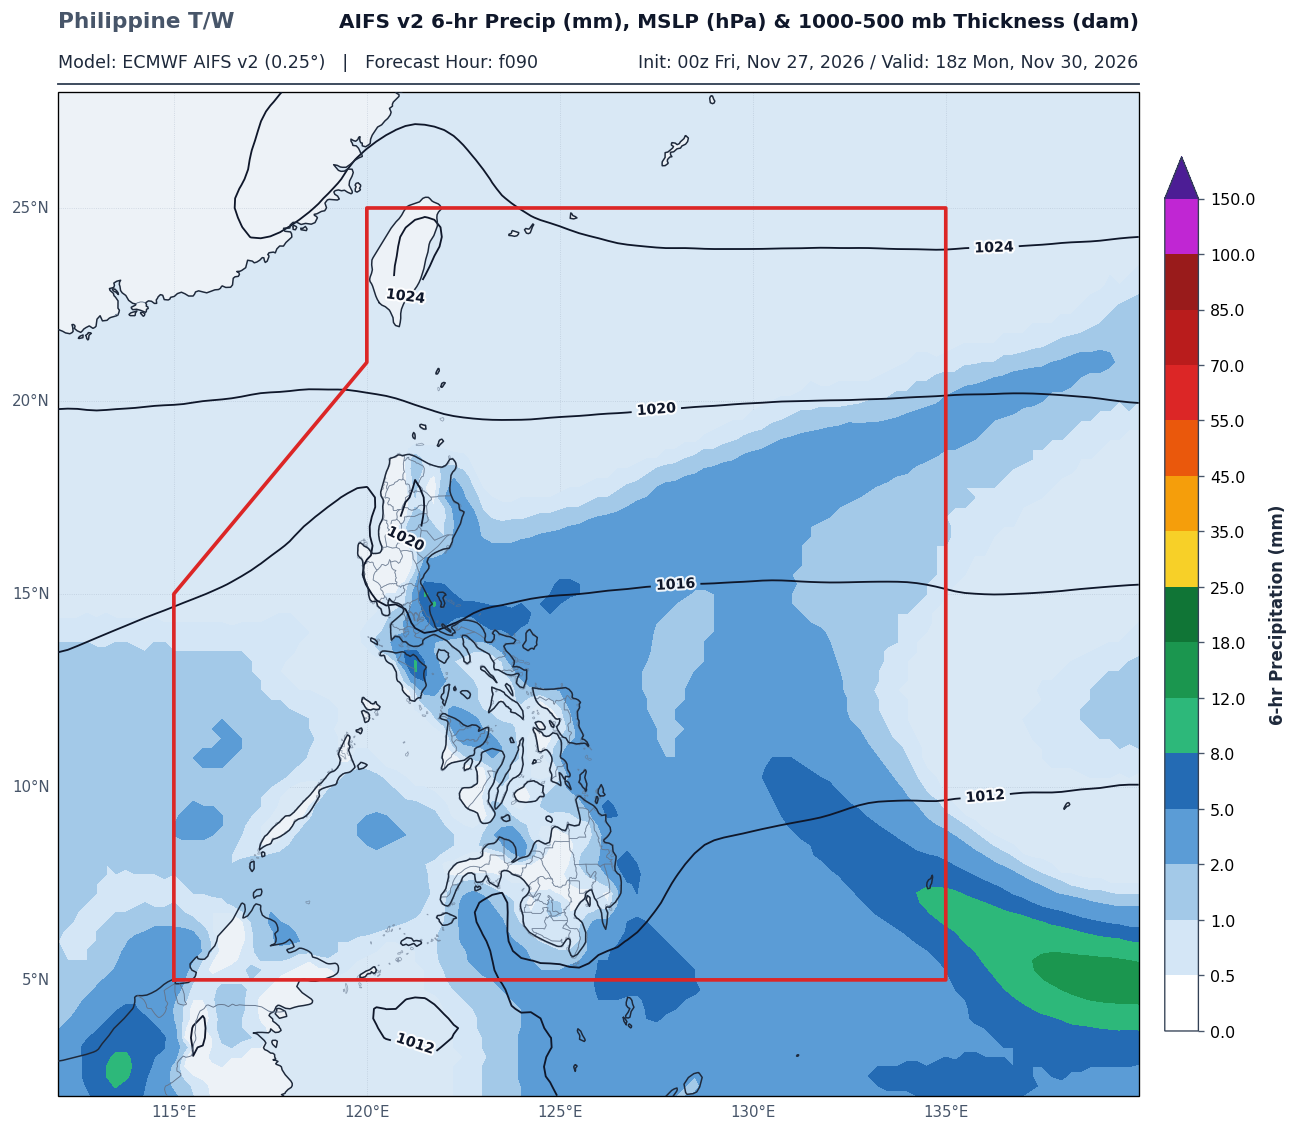 Philippine T/W
AIFS v2 6-hr Precip (mm), MSLP (hPa) & 1000-500 mb Thickness (dam)
Model: ECMWF AIFS v2 (0.25°) | Forecast Hour: f090
Init: 00z Fri, Nov 27, 2026 / Valid: 18z Mon, Nov 30, 2026
25°N
20°N
15°N
10°N
5°N
115°E
120°E
125°E
130°E
135°E
1024
1024
1020
1020
1016
1012
1012
150.0
100.0
85.0
70.0
55.0
45.0
35.0
25.0
18.0
12.0
8.0
5.0
2.0
1.0
0.5
0.0
6-hr Precipitation (mm)